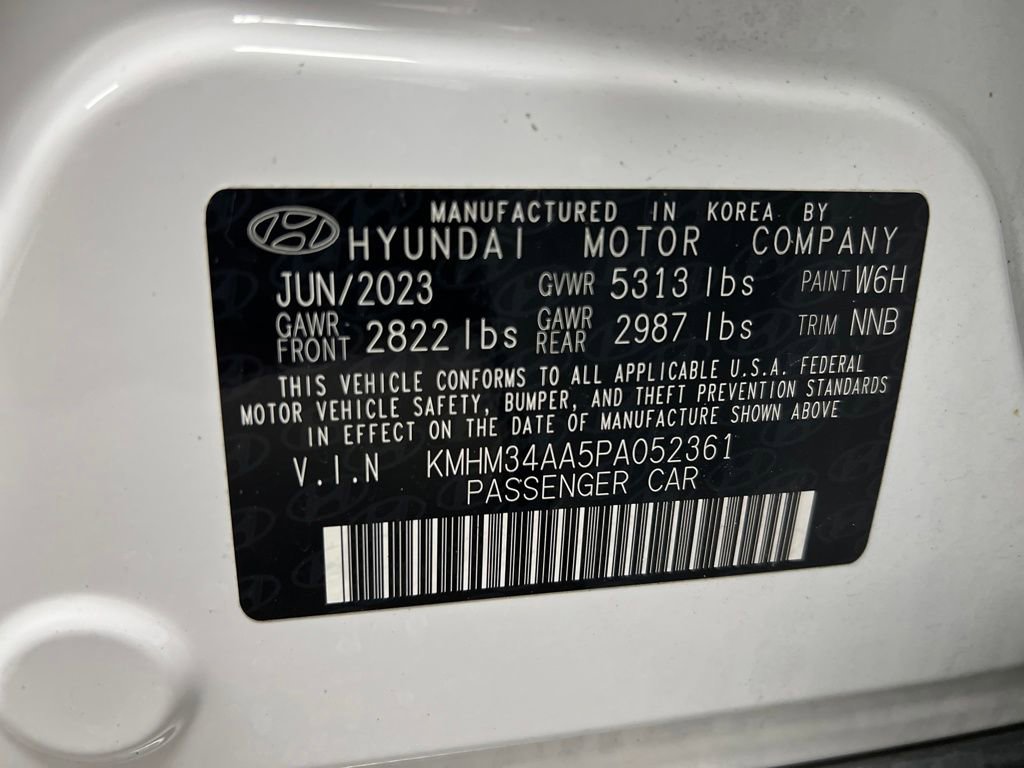 MANUFACTURED IN KOREA BY
HYUNDAI MOTOR COMPANY
JUN/2023 GVWR 5313 lbs PAINT W6H
GAWR FRONT 2822 lbs GAWR REAR 2987 lbs TRIM NNB
THIS VEHICLE CONFORMS TO ALL APPLICABLE U.S.A. FEDERAL
MOTOR VEHICLE SAFETY, BUMPER, AND THEFT PREVENTION STANDARDS
IN EFFECT ON THE DATE OF MANUFACTURE SHOWN ABOVE
V.I.N KMHM34AA5PA052361
PASSENGER CAR